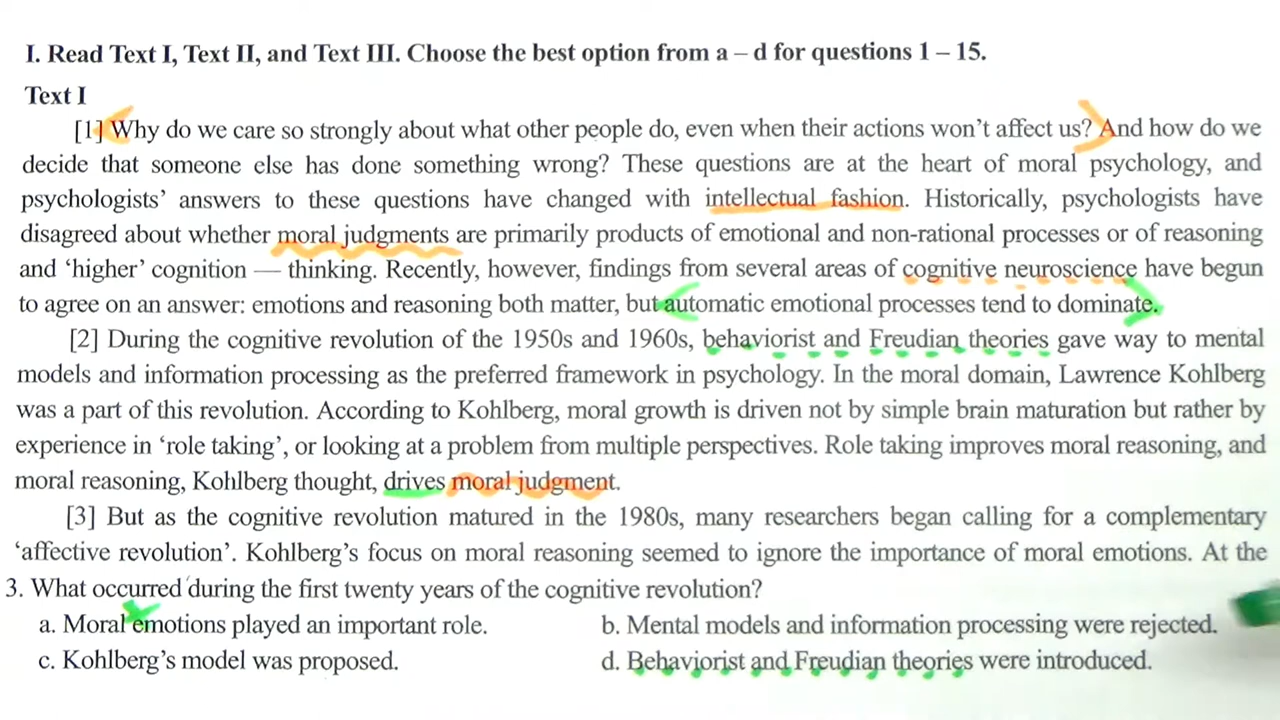 I. Read Text I, Text II, and Text III. Choose the best option from a – d for questions 1 – 15.
Text I
[1] Why do we care so strongly about what other people do, even when their actions won't affect us? And how do we
decide that someone else has done something wrong? These questions are at the heart of moral psychology, and
psychologists' answers to these questions have changed with intellectual fashion. Historically, psychologists have
disagreed about whether moral judgments are primarily products of emotional and non-rational processes or of reasoning
and 'higher' cognition — thinking. Recently, however, findings from several areas of cognitive neuroscience have begun
to agree on an answer: emotions and reasoning both matter, but automatic emotional processes tend to dominate.
[2] During the cognitive revolution of the 1950s and 1960s, behaviorist and Freudian theories gave way to mental
models and information processing as the preferred framework in psychology. In the moral domain, Lawrence Kohlberg
was a part of this revolution. According to Kohlberg, moral growth is driven not by simple brain maturation but rather by
experience in 'role taking', or looking at a problem from multiple perspectives. Role taking improves moral reasoning, and
moral reasoning, Kohlberg thought, drives moral judgment.
[3] But as the cognitive revolution matured in the 1980s, many researchers began calling for a complementary
'affective revolution'. Kohlberg's focus on moral reasoning seemed to ignore the importance of moral emotions. At the
3. What occurred during the first twenty years of the cognitive revolution?
a. Moral emotions played an important role. b. Mental models and information processing were rejected.
c. Kohlberg's model was proposed. d. Behaviorist and Freudian theories were introduced.